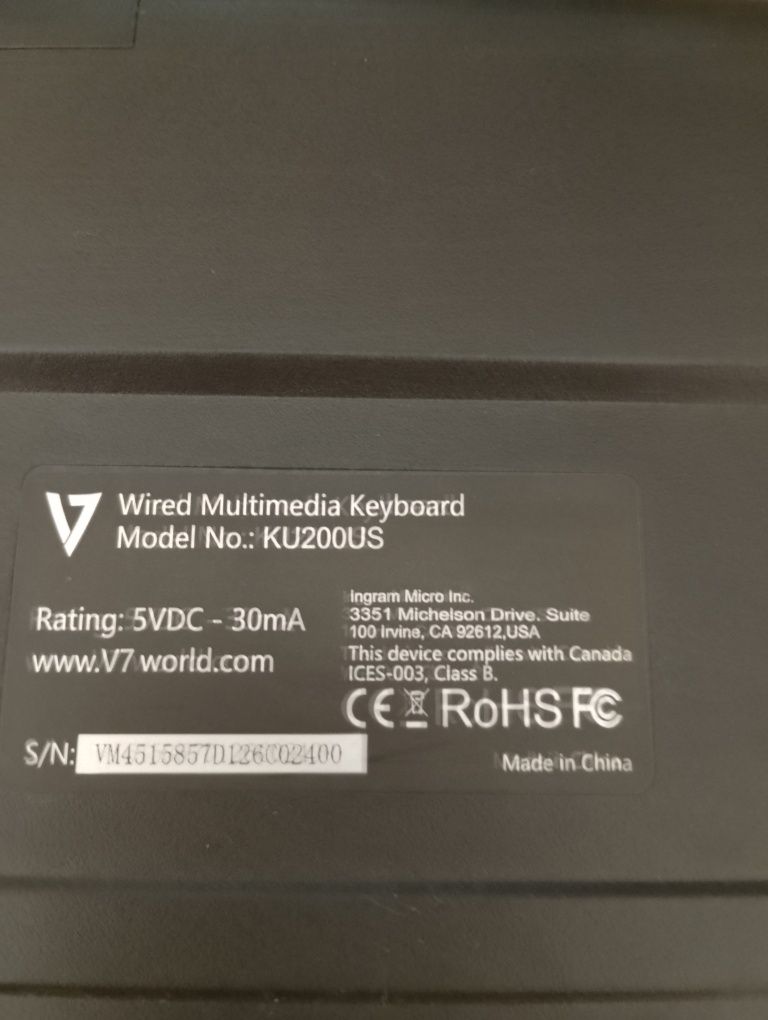 V7 Wired Multimedia Keyboard
Model No.: KU200US
Rating: 5VDC - 30mA
www.V7 world.com
Ingram Micro Inc.
3351 Michelson Drive. Suite
100 Irvine, CA 92612,USA
This device complies with Canada
ICES-003, Class B.
CE RoHS FC
S/N: VM4515857D126C02400
Made in China